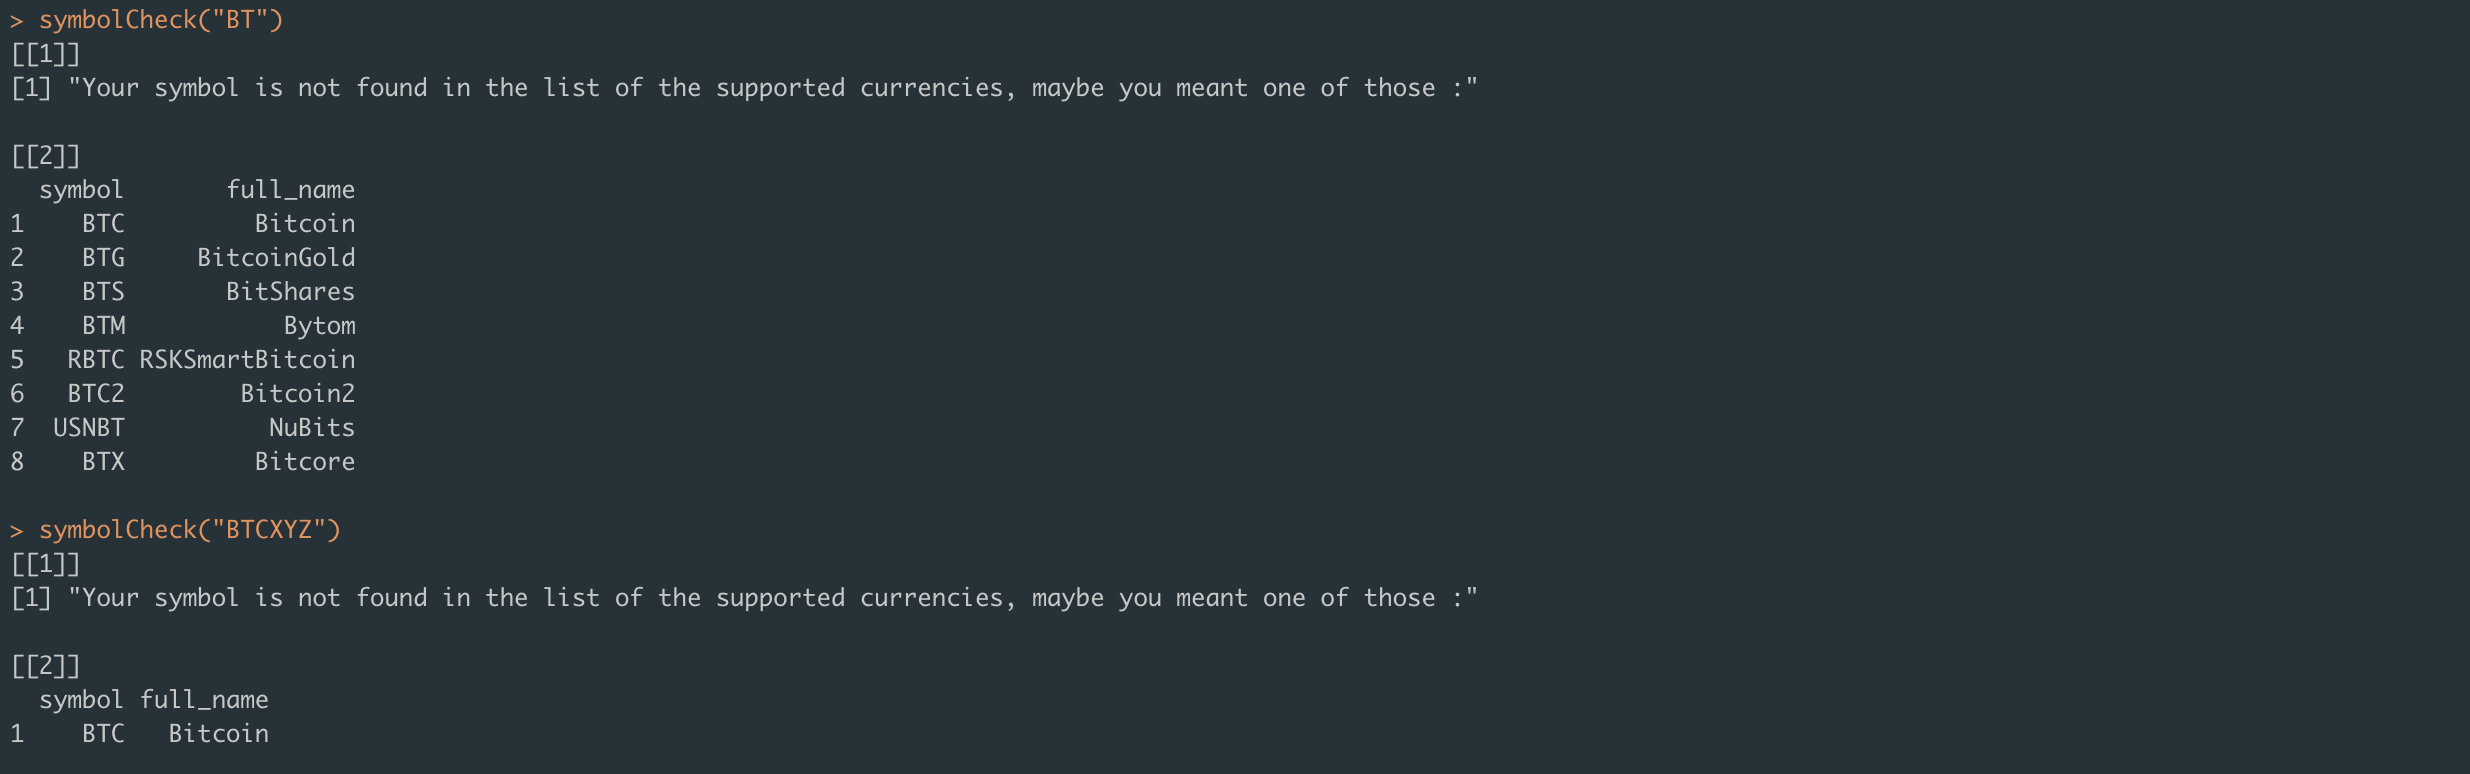 > symbolCheck("BT")
[[1]]
[1] "Your symbol is not found in the list of the supported currencies, maybe you meant one of those :"

[[2]]
  symbol       full_name
1    BTC         Bitcoin
2    BTG     BitcoinGold
3    BTS       BitShares
4    BTM           Bytom
5   RBTC RSKSmartBitcoin
6   BTC2        Bitcoin2
7  USNBT          NuBits
8    BTX         Bitcore

> symbolCheck("BTCXYZ")
[[1]]
[1] "Your symbol is not found in the list of the supported currencies, maybe you meant one of those :"

[[2]]
  symbol full_name
1    BTC   Bitcoin